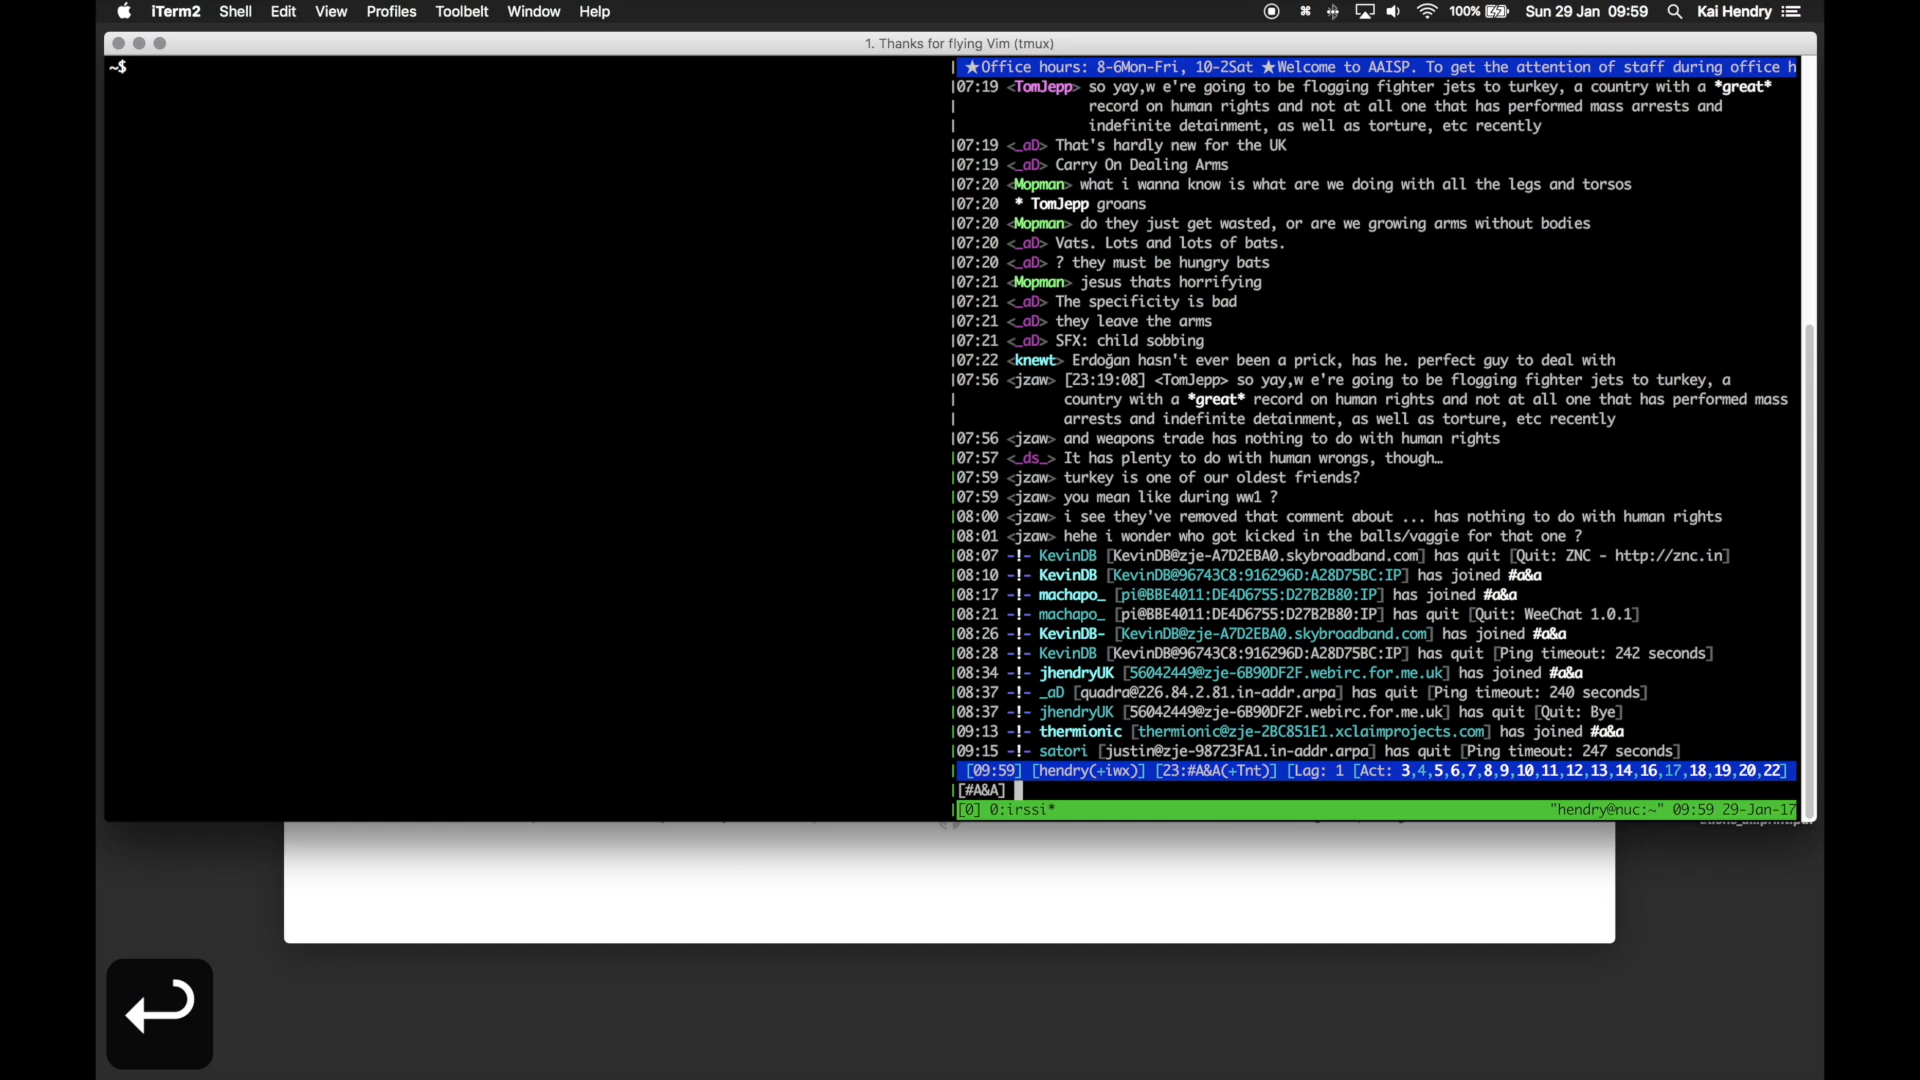 iTerm2 Shell Edit View Profiles Toolbelt Window Help 100% Sun 29 Jan 09:59 Kai Hendry
1. Thanks for flying Vim (tmux)
~$
★Office hours: 8-6Mon-Fri, 10-2Sat ★Welcome to AAISP. To get the attention of staff during office h
07:19 <TomJepp> so yay,w e're going to be flogging fighter jets to turkey, a country with a *great*
record on human rights and not at all one that has performed mass arrests and
indefinite detainment, as well as torture, etc recently
07:19 <_aD> That's hardly new for the UK
07:19 <_aD> Carry On Dealing Arms
07:20 <Mopman> what i wanna know is what are we doing with all the legs and torsos
07:20 * TomJepp groans
07:20 <Mopman> do they just get wasted, or are we growing arms without bodies
07:20 <_aD> Vats. Lots and lots of bats.
07:20 <_aD> ? they must be hungry bats
07:21 <Mopman> jesus thats horrifying
07:21 <_aD> The specificity is bad
07:21 <_aD> they leave the arms
07:21 <_aD> SFX: child sobbing
07:22 <knewt> Erdoğan hasn't ever been a prick, has he. perfect guy to deal with
07:56 <jzaw> [23:19:08] <TomJepp> so yay,w e're going to be flogging fighter jets to turkey, a
country with a *great* record on human rights and not at all one that has performed mass
arrests and indefinite detainment, as well as torture, etc recently
07:56 <jzaw> and weapons trade has nothing to do with human rights
07:57 <_ds_> It has plenty to do with human wrongs, though…
07:59 <jzaw> turkey is one of our oldest friends?
07:59 <jzaw> you mean like during ww1 ?
08:00 <jzaw> i see they've removed that comment about ... has nothing to do with human rights
08:01 <jzaw> hehe i wonder who got kicked in the balls/vaggie for that one ?
08:07 -!- KevinDB [KevinDB@zje-A7D2EBA0.skybroadband.com] has quit [Quit: ZNC - http://znc.in]
08:10 -!- KevinDB [KevinDB@96743C8:916296D:A28D75BC:IP] has joined #a&a
08:17 -!- machapo_ [pi@BBE4011:DE4D6755:D27B2B80:IP] has joined #a&a
08:21 -!- machapo_ [pi@BBE4011:DE4D6755:D27B2B80:IP] has quit [Quit: WeeChat 1.0.1]
08:26 -!- KevinDB- [KevinDB@zje-A7D2EBA0.skybroadband.com] has joined #a&a
08:28 -!- KevinDB [KevinDB@96743C8:916296D:A28D75BC:IP] has quit [Ping timeout: 242 seconds]
08:34 -!- jhendryUK [56042449@zje-6B90DF2F.webirc.for.me.uk] has joined #a&a
08:37 -!- _aD [quadra@226.84.2.81.in-addr.arpa] has quit [Ping timeout: 240 seconds]
08:37 -!- jhendryUK [56042449@zje-6B90DF2F.webirc.for.me.uk] has quit [Quit: Bye]
09:13 -!- thermionic [thermionic@zje-2BC851E1.xclaimprojects.com] has joined #a&a
09:15 -!- satori [justin@zje-98723FA1.in-addr.arpa] has quit [Ping timeout: 247 seconds]
[09:59] [hendry(+iwx)] [23:#A&A(+Tnt)] [Lag: 1 [Act: 3,4,5,6,7,8,9,10,11,12,13,14,16,17,18,19,20,22]
[#A&A]
[0] 0:irssi* "hendry@nuc:~" 09:59 29-Jan-17